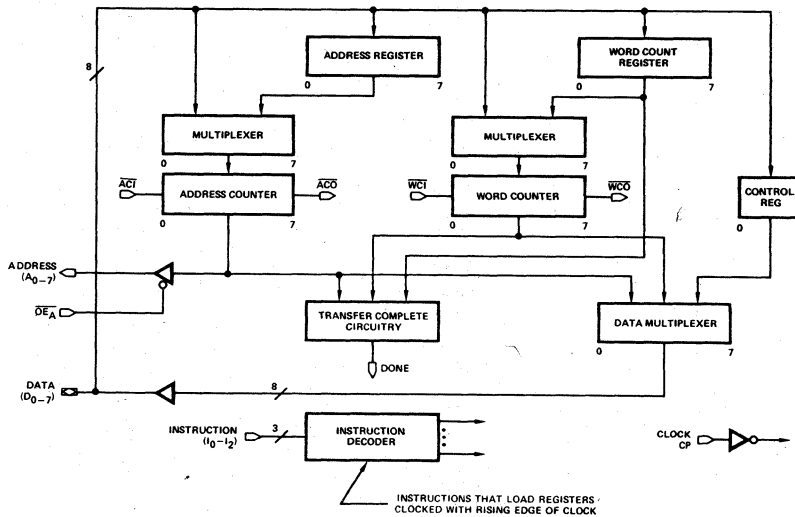 8
ADDRESS REGISTER
0 7
WORD COUNT
REGISTER
0 7
MULTIPLEXER
0 7
MULTIPLEXER
0 7
ACI
ADDRESS COUNTER
ACO
0 7
WCI
WORD COUNTER
WCO
0 7
CONTROL
REG
0
ADDRESS
(A0–7)
OEA
TRANSFER COMPLETE
CIRCUITRY
DONE
DATA MULTIPLEXER
0 7
DATA
(D0–7)
8
INSTRUCTION
(I0–I2)
3
INSTRUCTION
DECODER
CLOCK
CP
INSTRUCTIONS THAT LOAD REGISTERS
CLOCKED WITH RISING EDGE OF CLOCK